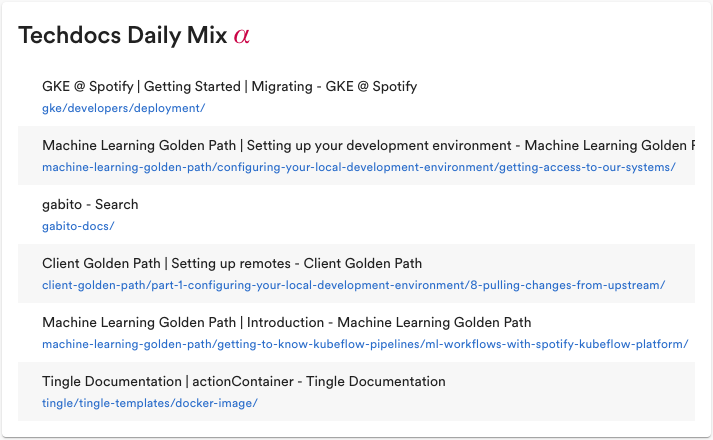 Techdocs Daily Mix α
GKE @ Spotify | Getting Started | Migrating - GKE @ Spotify
gke/developers/deployment/
Machine Learning Golden Path | Setting up your development environment - Machine Learning Golden P
machine-learning-golden-path/configuring-your-local-development-environment/getting-access-to-our-systems/
gabito - Search
gabito-docs/
Client Golden Path | Setting up remotes - Client Golden Path
client-golden-path/part-1-configuring-your-local-development-environment/8-pulling-changes-from-upstream/
Machine Learning Golden Path | Introduction - Machine Learning Golden Path
machine-learning-golden-path/getting-to-know-kubeflow-pipelines/ml-workflows-with-spotify-kubeflow-platform/
Tingle Documentation | actionContainer - Tingle Documentation
tingle/tingle-templates/docker-image/